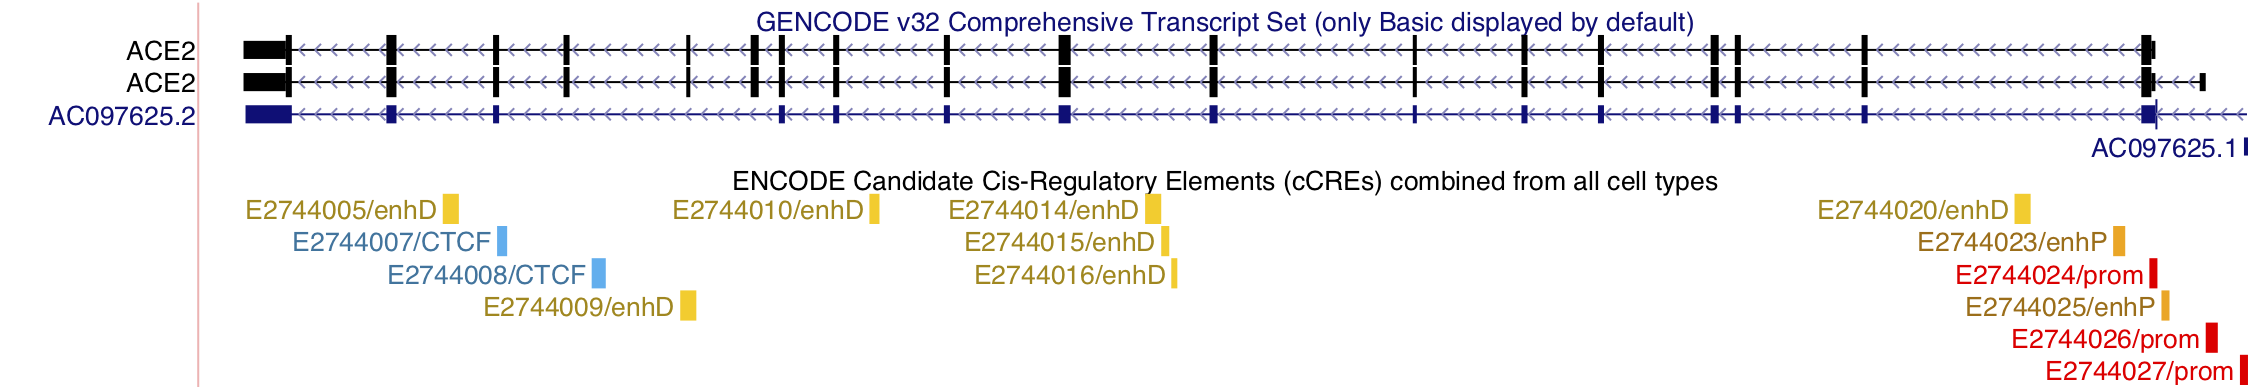 GENCODE v32 Comprehensive Transcript Set (only Basic displayed by default)
ACE2
ACE2
AC097625.2
AC097625.1
ENCODE Candidate Cis-Regulatory Elements (cCREs) combined from all cell types
E2744005/enhD
E2744010/enhD
E2744014/enhD
E2744020/enhD
E2744007/CTCF
E2744015/enhD
E2744023/enhP
E2744008/CTCF
E2744016/enhD
E2744024/prom
E2744009/enhD
E2744025/enhP
E2744026/prom
E2744027/prom